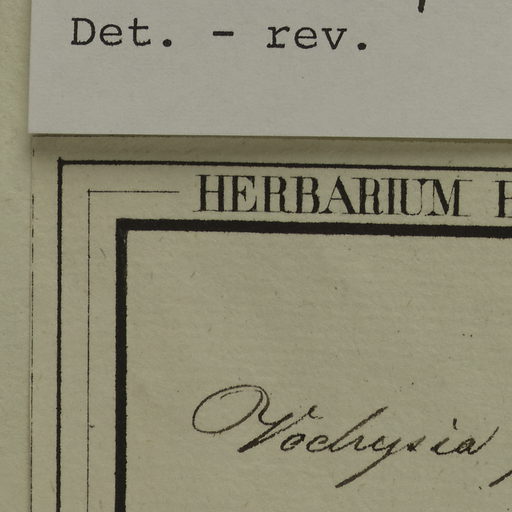 Det. - rev.
HERBARIUM
Vochysia